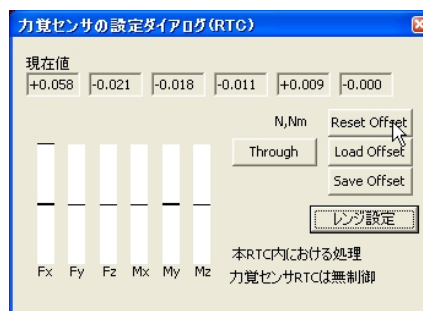 力覚センサの設定ダイアログ(RTC)
現在値
+0.058 -0.021 -0.018 -0.011 +0.009 -0.000
N,Nm Reset Offset
Through Load Offset
Save Offset
レンジ設定
本RTC内における処理
力覚センサRTCは無制御
Fx Fy Fz Mx My Mz